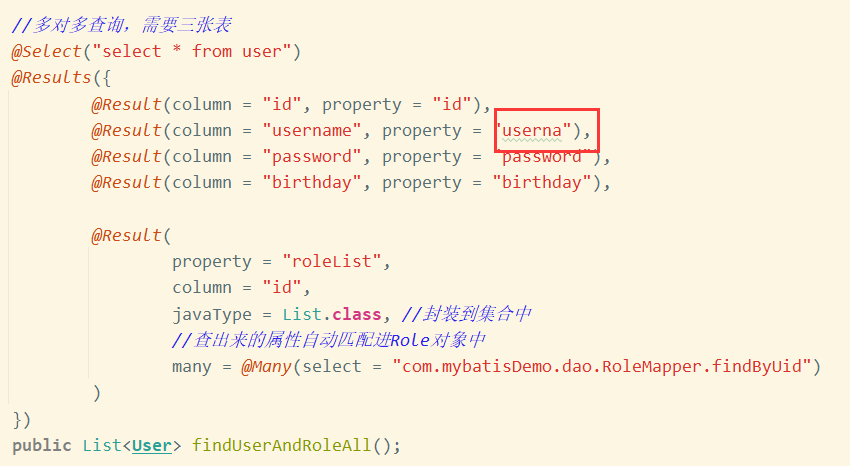 //多对多查询，需要三张表
@Select("select * from user")
@Results({
@Result(column = "id", property = "id"),
@Result(column = "username", property = "userna"),
@Result(column = "password", property = "password"),
@Result(column = "birthday", property = "birthday"),
@Result(
property = "roleList",
column = "id",
javaType = List.class, //封装到集合中
//查出来的属性自动匹配进Role对象中
many = @Many(select = "com.mybatisDemo.dao.RoleMapper.findByUid")
)
})
public List<User> findUserAndRoleAll();